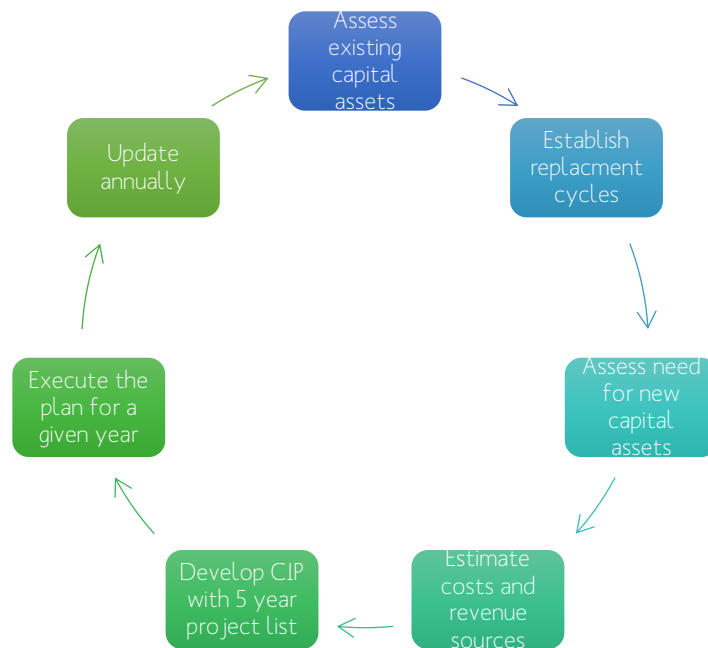 Assess
existing
capital
assets
Establish
replacment
cycles
Assess need
for new
capital
assets
Estimate
costs and
revenue
sources
Develop CIP
with 5 year
project list
Execute the
plan for a
given year
Update
annually